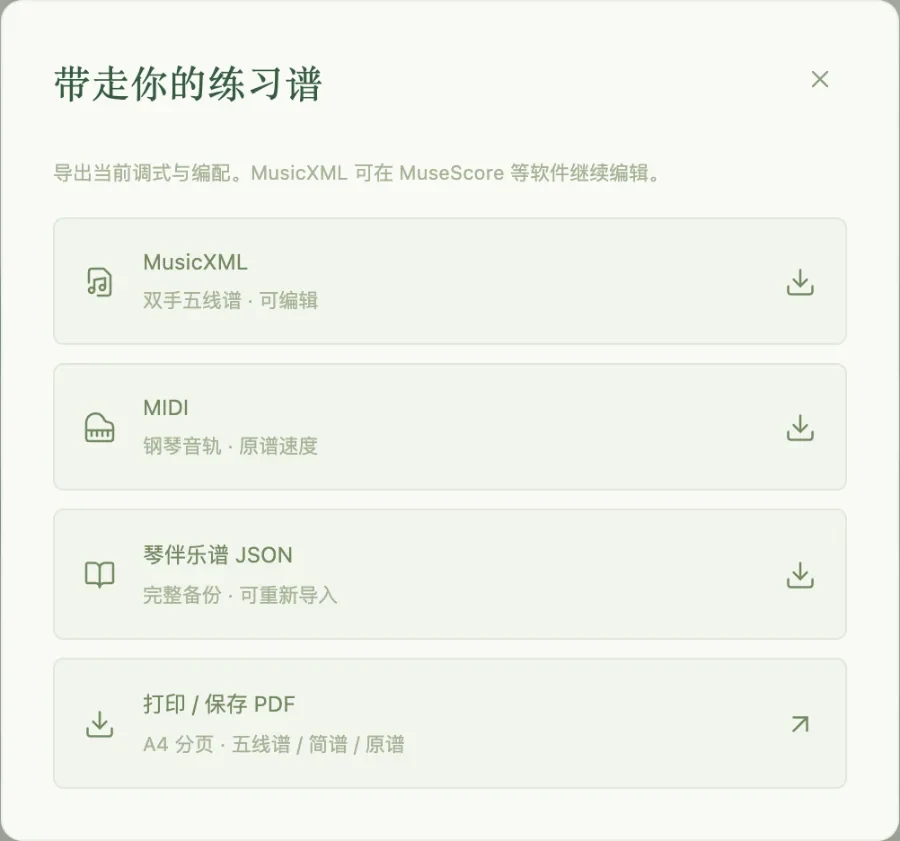 带走你的练习谱
导出当前调式与编配。MusicXML 可在 MuseScore 等软件继续编辑。
MusicXML
双手五线谱 · 可编辑
MIDI
钢琴音轨 · 原谱速度
琴伴乐谱 JSON
完整备份 · 可重新导入
打印 / 保存 PDF
A4 分页 · 五线谱 / 简谱 / 原谱